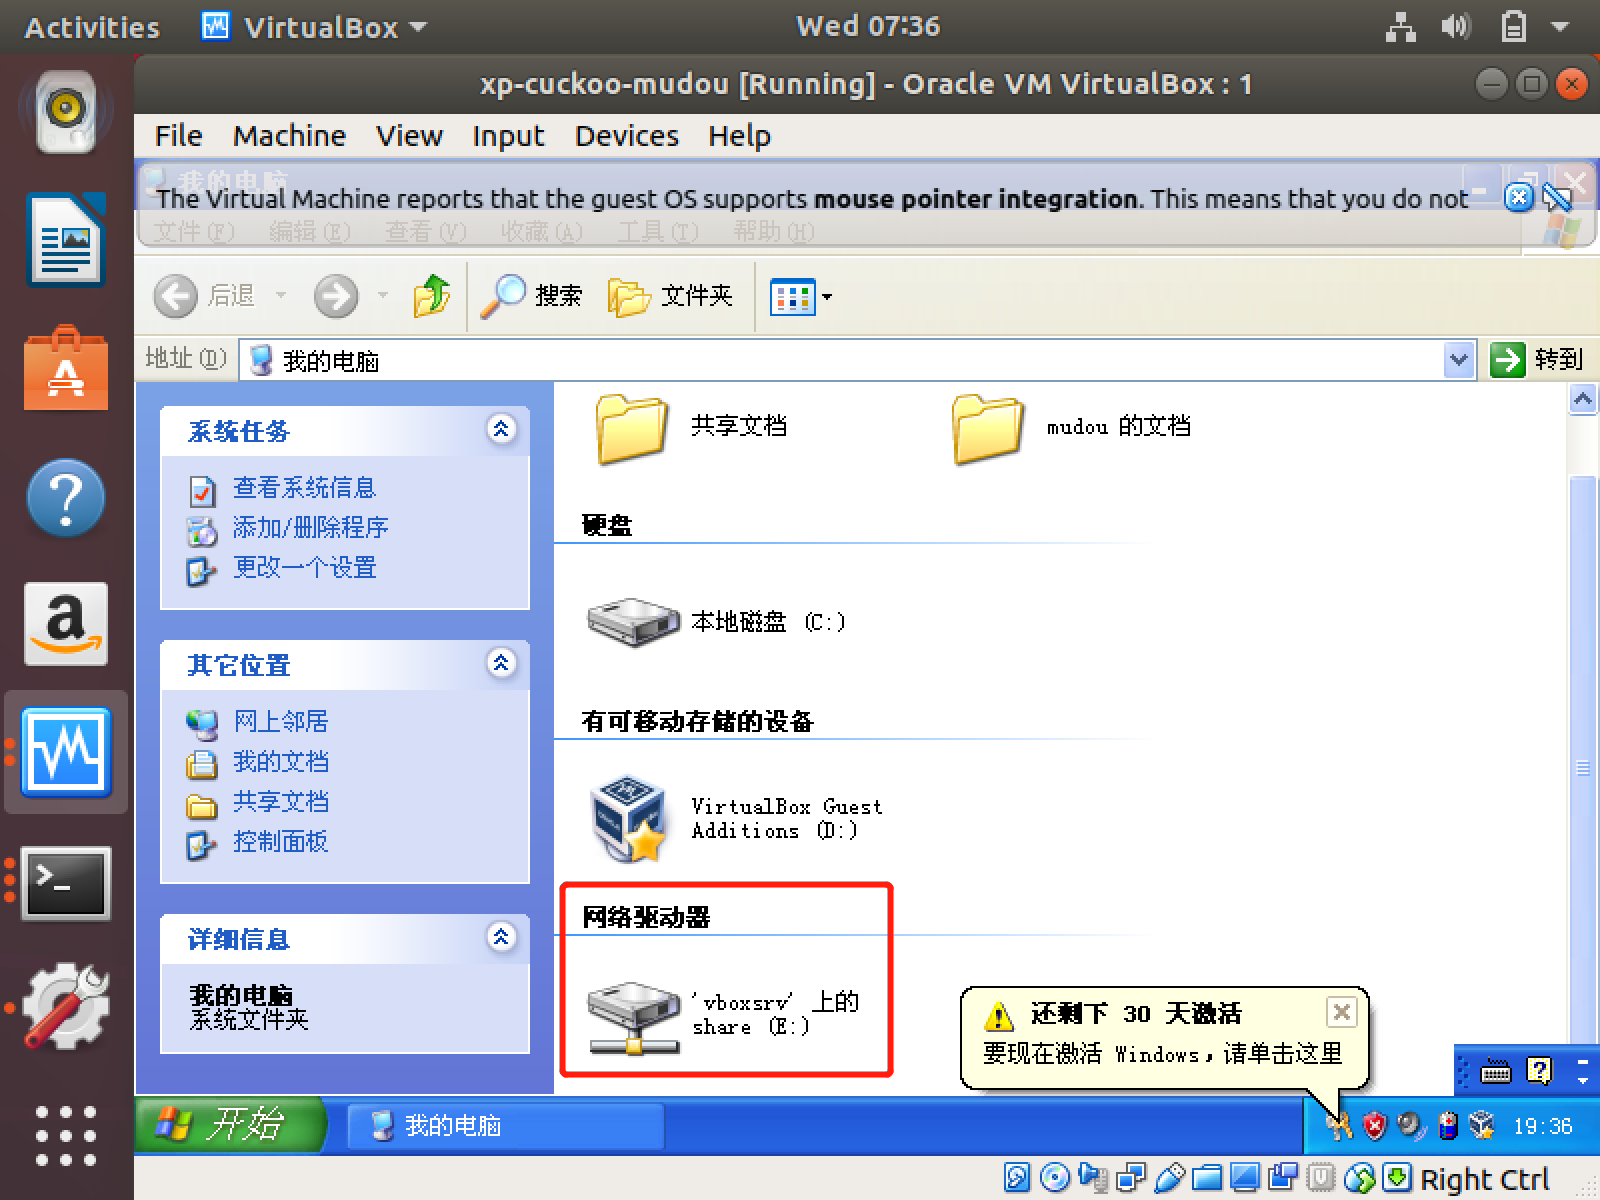 Activities
VirtualBox
Wed 07:36
xp-cuckoo-mudou [Running] - Oracle VM VirtualBox : 1
File Machine View Input Devices Help
我的电脑
The Virtual Machine reports that the guest OS supports mouse pointer integration. This means that you do not
文件(F) 编辑(E) 查看(V) 收藏(A) 工具(T) 帮助(H)
后退 搜索 文件夹
地址(D) 我的电脑 转到
系统任务
查看系统信息
添加/删除程序
更改一个设置
其它位置
网上邻居
我的文档
共享文档
控制面板
详细信息
我的电脑
系统文件夹
共享文档
mudou 的文档
硬盘
本地磁盘 (C:)
有可移动存储的设备
VirtualBox Guest
Additions (D:)
网络驱动器
'vboxsrv' 上的
share (E:)
还剩下 30 天激活
要现在激活 Windows，请单击这里
开始
我的电脑
19:36
Right Ctrl